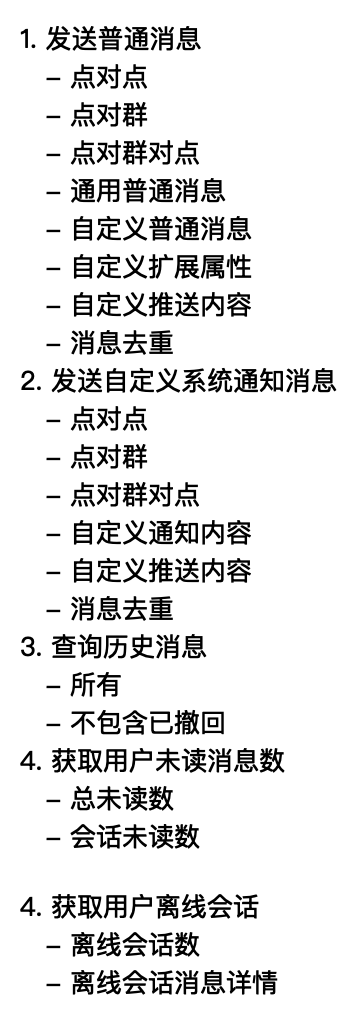 1. 发送普通消息
– 点对点
– 点对群
– 点对群对点
– 通用普通消息
– 自定义普通消息
– 自定义扩展属性
– 自定义推送内容
– 消息去重
2. 发送自定义系统通知消息
– 点对点
– 点对群
– 点对群对点
– 自定义通知内容
– 自定义推送内容
– 消息去重
3. 查询历史消息
– 所有
– 不包含已撤回
4. 获取用户未读消息数
– 总未读数
– 会话未读数
4. 获取用户离线会话
– 离线会话数
– 离线会话消息详情